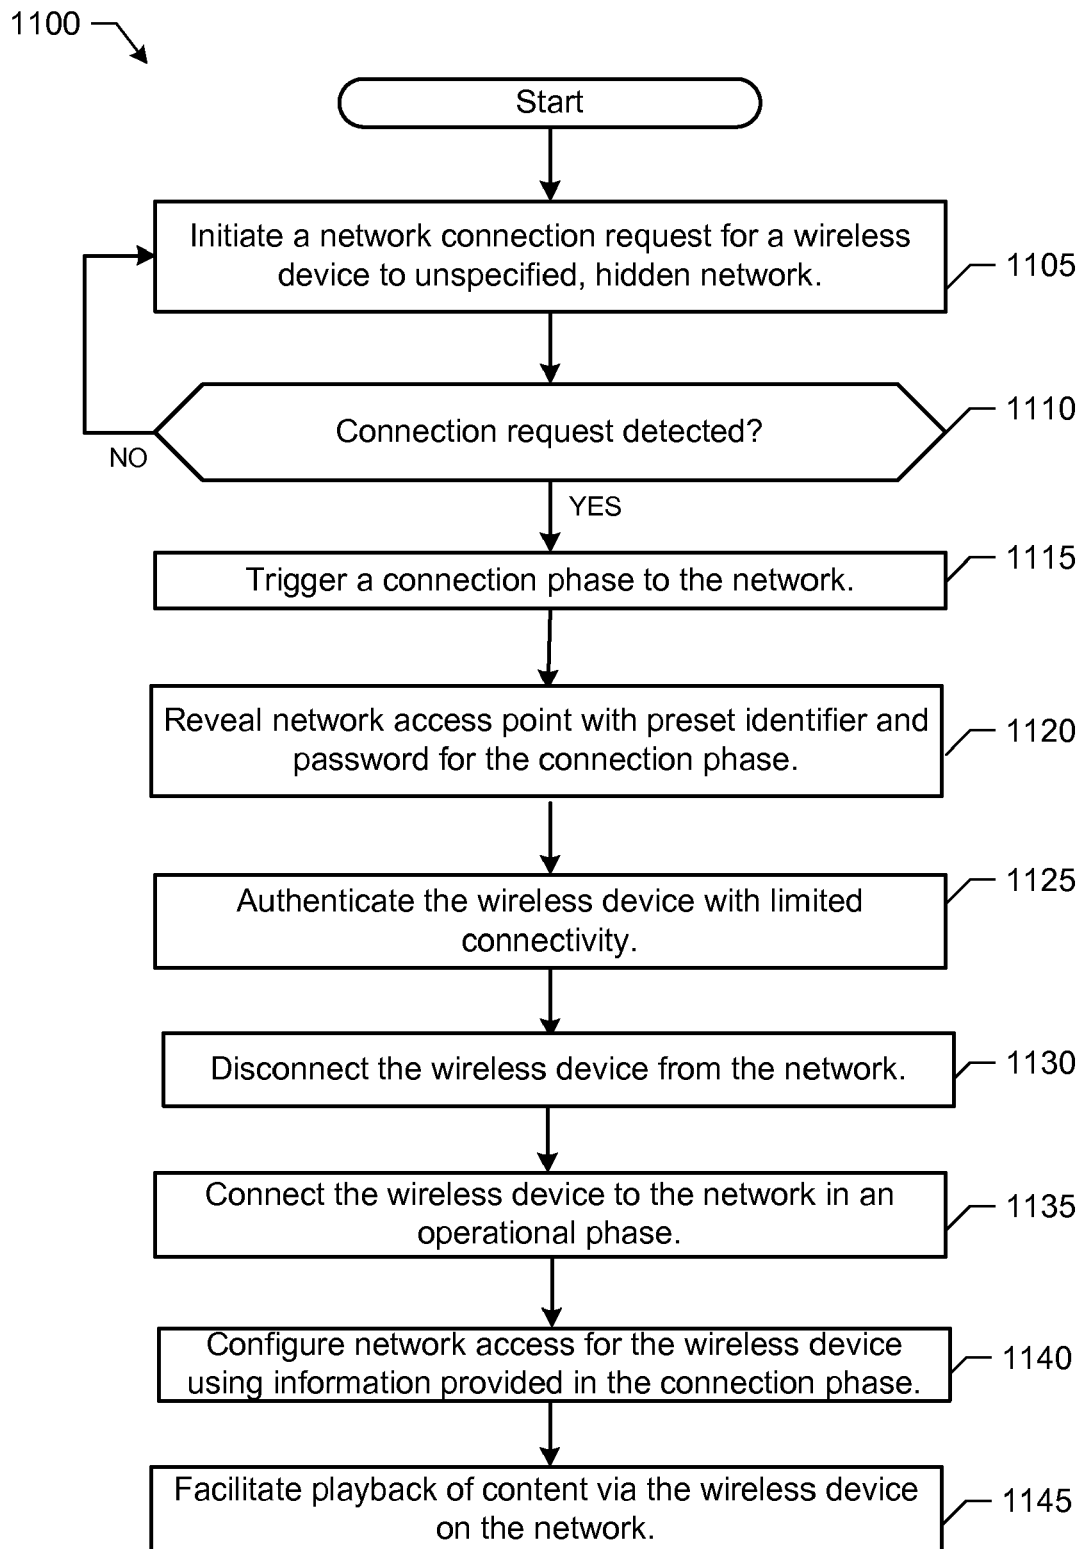 1100
Start
Initiate a network connection request for a wireless
device to unspecified, hidden network.
1105
Connection request detected?
1110
NO
YES
Trigger a connection phase to the network.
1115
Reveal network access point with preset identifier and
password for the connection phase.
1120
Authenticate the wireless device with limited
connectivity.
1125
Disconnect the wireless device from the network.
1130
Connect the wireless device to the network in an
operational phase.
1135
Configure network access for the wireless device
using information provided in the connection phase.
1140
Facilitate playback of content via the wireless device
on the network.
1145